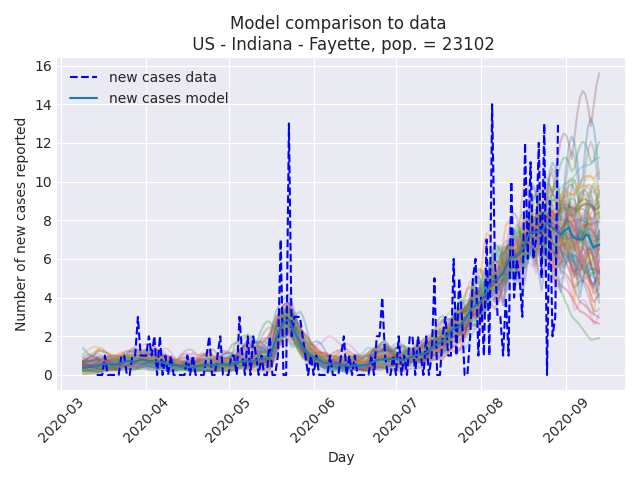 Model comparison to data
US - Indiana - Fayette, pop. = 23102
new cases data
new cases model
Number of new cases reported
16
14
12
10
8
6
4
2
0
2020-03
2020-04
2020-05
2020-06
2020-07
2020-08
2020-09
Day